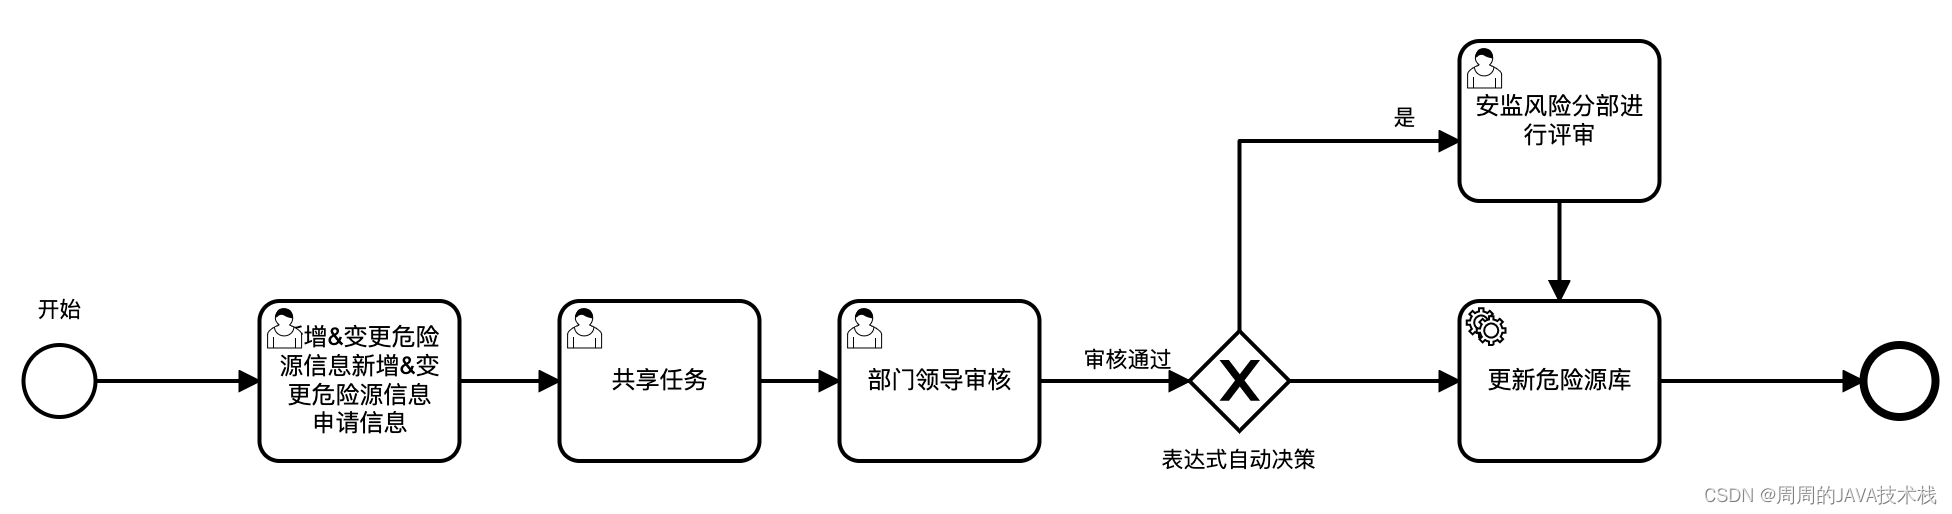 开始
增&变更危险
源信息新增&变
更危险源信息
申请信息
共享任务
部门领导审核
审核通过
表达式自动决策
是
安监风险分部进
行评审
更新危险源库
CSDN @周周的JAVA技术栈